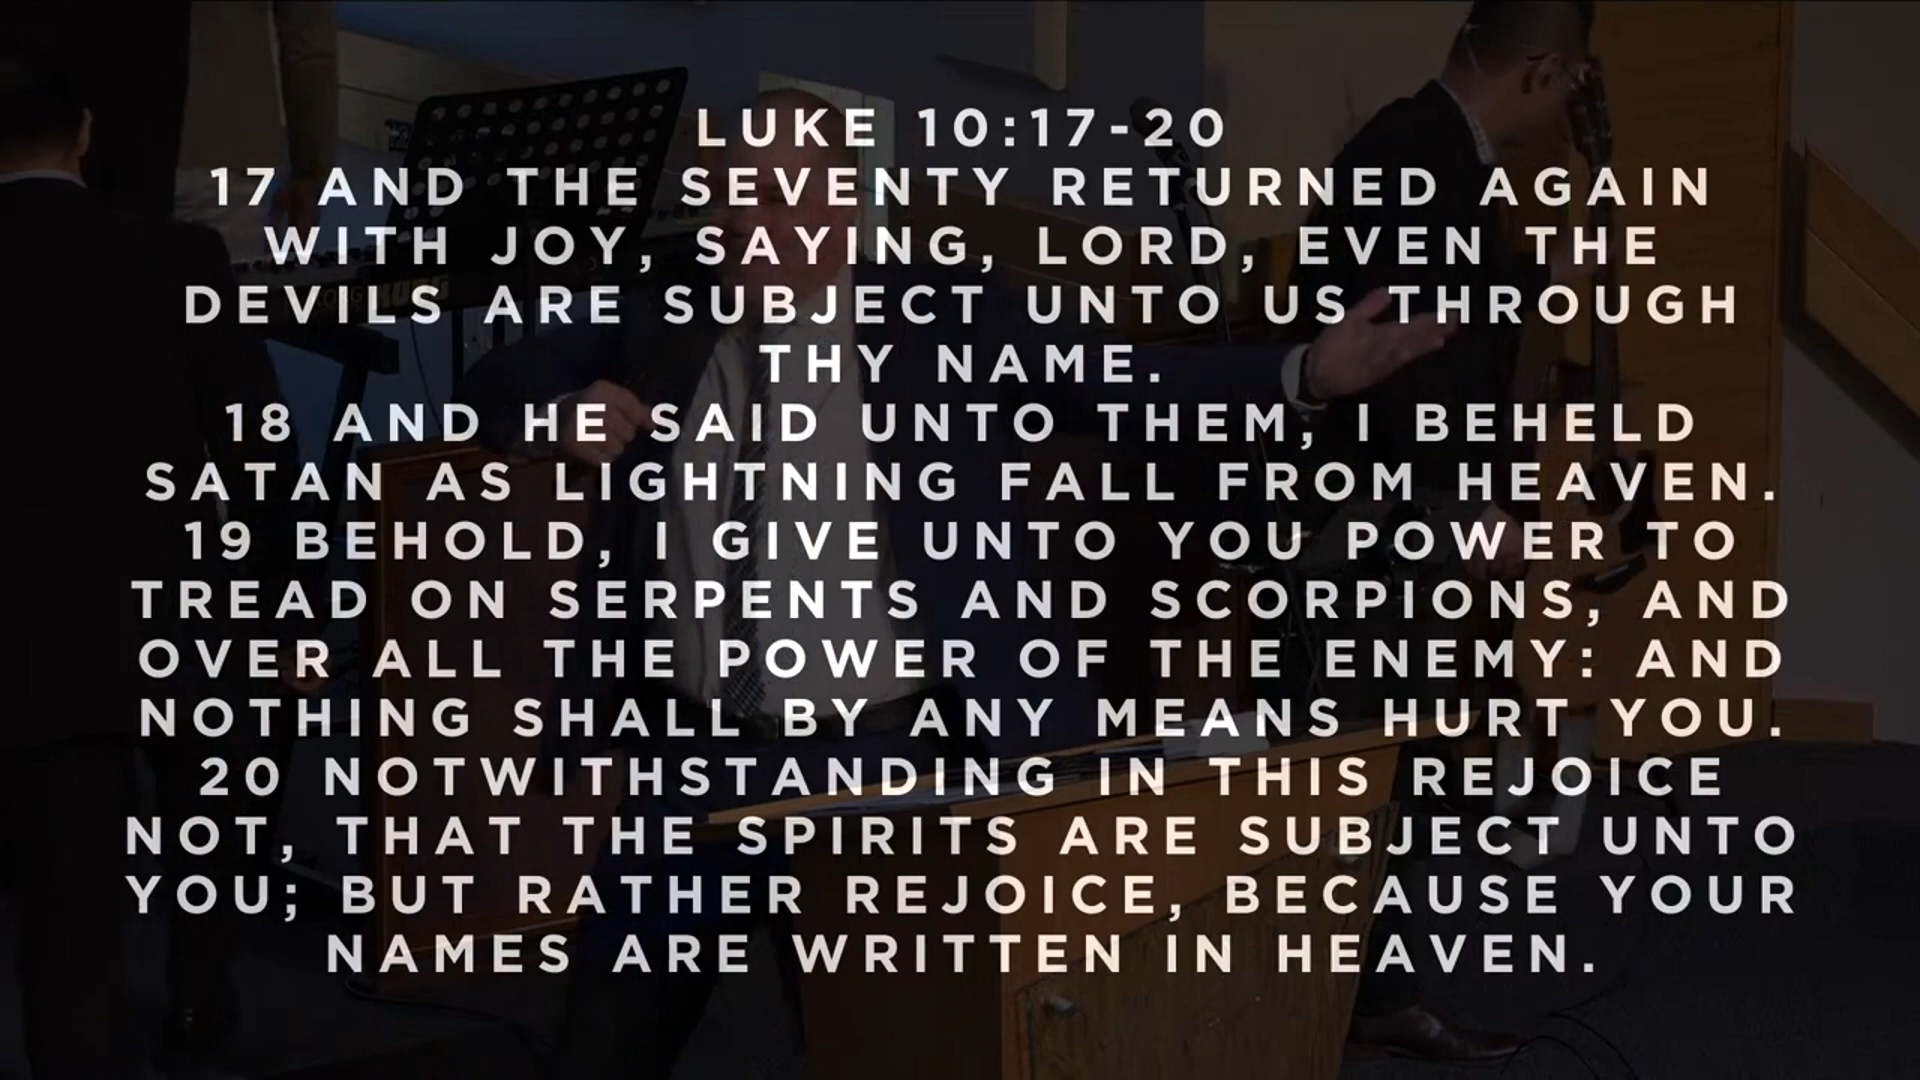 LUKE 10:17-20
17 AND THE SEVENTY RETURNED AGAIN
WITH JOY, SAYING, LORD, EVEN THE
DEVILS ARE SUBJECT UNTO US THROUGH
THY NAME.
18 AND HE SAID UNTO THEM, I BEHELD
SATAN AS LIGHTNING FALL FROM HEAVEN.
19 BEHOLD, I GIVE UNTO YOU POWER TO
TREAD ON SERPENTS AND SCORPIONS, AND
OVER ALL THE POWER OF THE ENEMY: AND
NOTHING SHALL BY ANY MEANS HURT YOU.
20 NOTWITHSTANDING IN THIS REJOICE
NOT, THAT THE SPIRITS ARE SUBJECT UNTO
YOU; BUT RATHER REJOICE, BECAUSE YOUR
NAMES ARE WRITTEN IN HEAVEN.
KORG